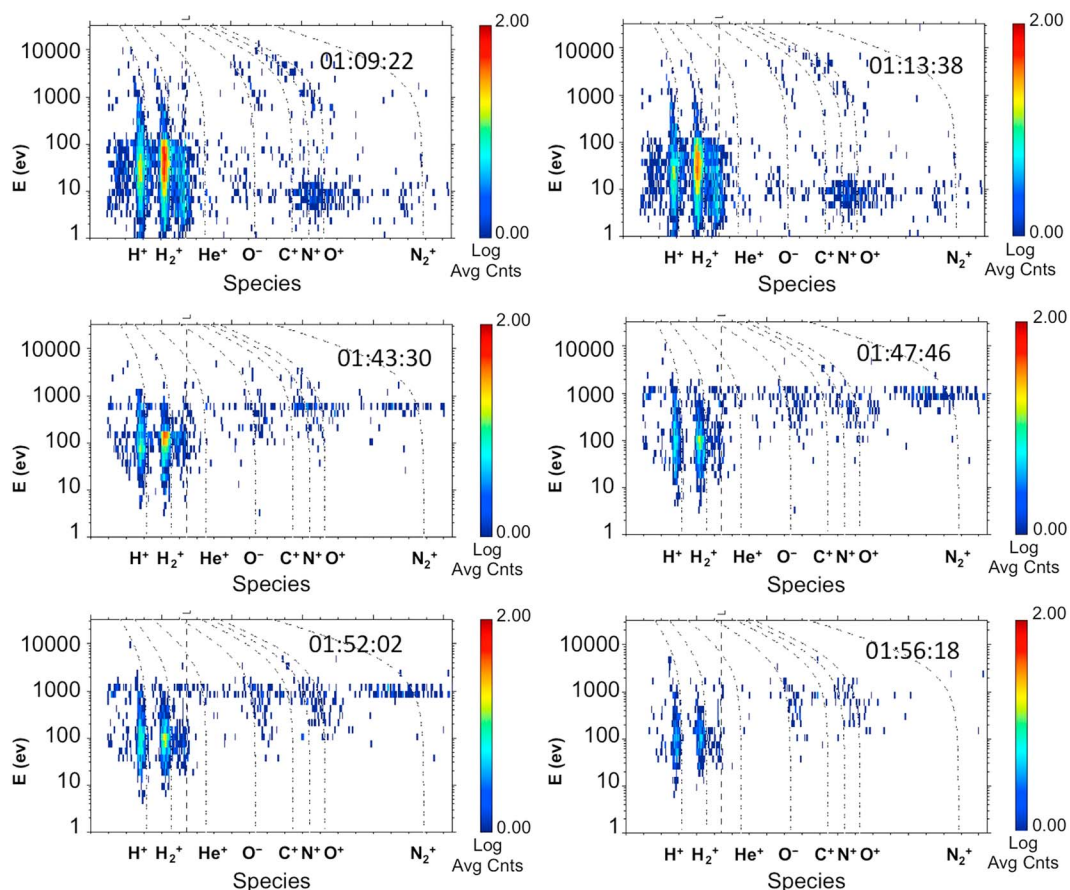 01:09:22
E (ev)
10000
1000
100
10
1
H⁺ H₂⁺ He⁺ O⁻ C⁺ N⁺ O⁺ N₂⁺
Species
2.00
0.00
Log
Avg Cnts
01:13:38
E (ev)
10000
1000
100
10
1
H⁺ H₂⁺ He⁺ O⁻ C⁺ N⁺ O⁺ N₂⁺
Species
2.00
0.00
Log
Avg Cnts
01:43:30
E (ev)
10000
1000
100
10
1
H⁺ H₂⁺ He⁺ O⁻ C⁺ N⁺ O⁺ N₂⁺
Species
2.00
0.00
Log
Avg Cnts
01:47:46
E (ev)
10000
1000
100
10
1
H⁺ H₂⁺ He⁺ O⁻ C⁺ N⁺ O⁺ N₂⁺
Species
2.00
0.00
Log
Avg Cnts
01:52:02
E (ev)
10000
1000
100
10
1
H⁺ H₂⁺ He⁺ O⁻ C⁺ N⁺ O⁺ N₂⁺
Species
2.00
0.00
Log
Avg Cnts
01:56:18
E (ev)
10000
1000
100
10
1
H⁺ H₂⁺ He⁺ O⁻ C⁺ N⁺ O⁺ N₂⁺
Species
2.00
0.00
Log
Avg Cnts